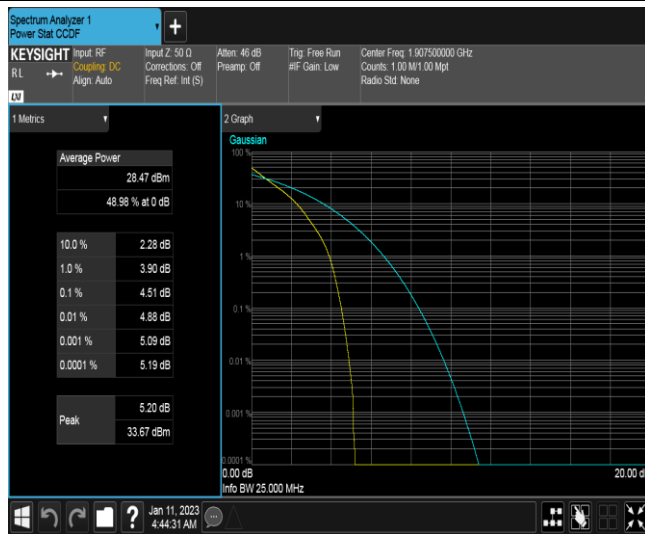 Spectrum Analyzer 1
Power Stat CCDF
+
KEYSIGHT
RL
LXI
Input: RF
Coupling: DC
Align: Auto
Input Z: 50 Ω
Corrections: Off
Freq Ref: Int (S)
Atten: 46 dB
Preamp: Off
Trig: Free Run
#IF Gain: Low
Center Freq: 1.907500000 GHz
Counts: 1.00 M/1.00 Mpt
Radio Std: None
1 Metrics
Average Power
28.47 dBm
48.98 % at 0 dB
10.0 % 2.28 dB
1.0 % 3.90 dB
0.1 % 4.51 dB
0.01 % 4.88 dB
0.001 % 5.09 dB
0.0001 % 5.19 dB
Peak
5.20 dB
33.67 dBm
2 Graph
Gaussian
100 %
10 %
1 %
0.1 %
0.01 %
0.001 %
0.0001 %
0.00 dB
20.00 d
Info BW 25.000 MHz
?
Jan 11, 2023
4:44:31 AM